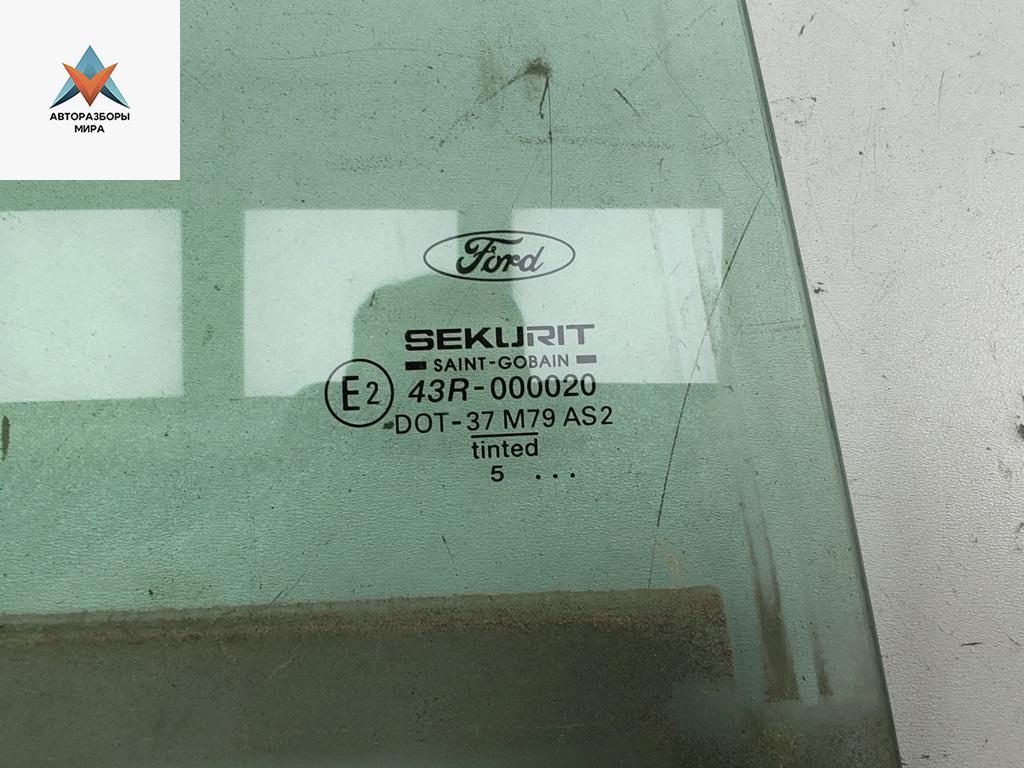 АВТОРАЗБОРЫ
МИРА
Ford
SEKURIT
SAINT-GOBAIN
E2 43R-000020
DOT-37 M79 AS2
tinted
5 ...